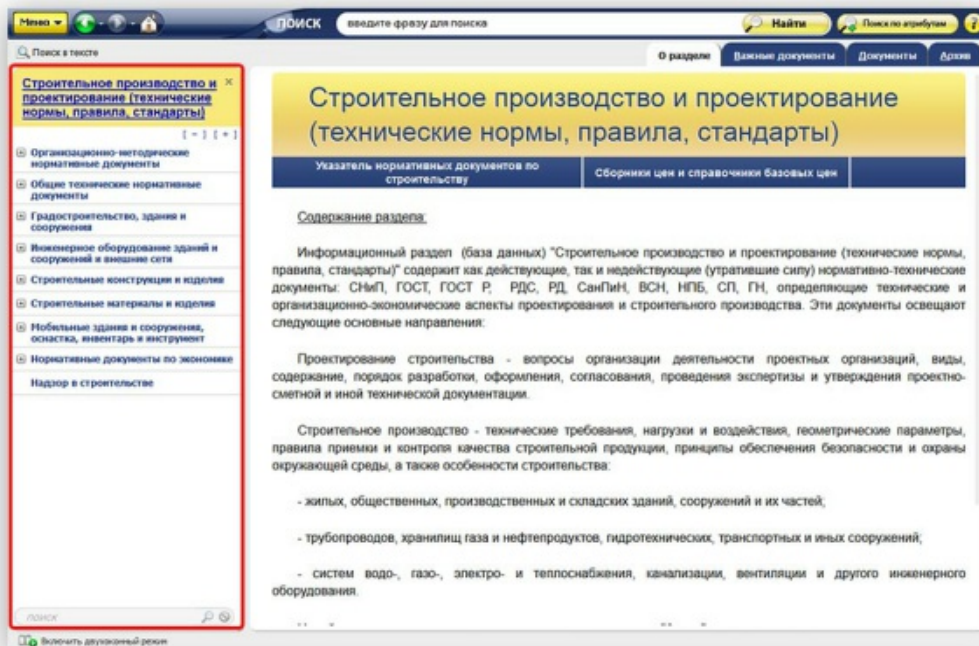 Меню
ПОИСК
введите фразу для поиска
Найти
Поиск по атрибутам
?
Поиск в тексте
О разделе
Важные документы
Документы
Архив
Строительное производство и
проектирование (технические
нормы, правила, стандарты)
×
[ - ] [ + ]
Организационно-методические
нормативные документы
Общие технические нормативные
документы
Градостроительство, здания и
сооружения
Инженерное оборудование зданий и
сооружений и внешние сети
Строительные конструкции и изделия
Строительные материалы и изделия
Мобильные здания и сооружения,
оснастка, инвентарь и инструмент
Нормативные документы по экономике
Надзор в строительстве
поиск
Включить двухоконный режим
Строительное производство и проектирование
(технические нормы, правила, стандарты)
Указатель нормативных документов по
строительству
Сборники цен и справочники базовых цен
Содержание раздела:
Информационный раздел (база данных) "Строительное производство и проектирование (технические нормы,
правила, стандарты)" содержит как действующие, так и недействующие (утратившие силу) нормативно-технические
документы: СНиП, ГОСТ, ГОСТ Р, РДС, РД, СанПиН, ВСН, НПБ, СП, ГН, определяющие технические и
организационно-экономические аспекты проектирования и строительного производства. Эти документы освещают
следующие основные направления:
Проектирование строительства - вопросы организации деятельности проектных организаций, виды,
содержание, порядок разработки, оформления, согласования, проведения экспертизы и утверждения проектно-
сметной и иной технической документации.
Строительное производство - технические требования, нагрузки и воздействия, геометрические параметры,
правила приемки и контроля качества строительной продукции, принципы обеспечения безопасности и охраны
окружающей среды, а также особенности строительства:
- жилых, общественных, производственных и складских зданий, сооружений и их частей;
- трубопроводов, хранилищ газа и нефтепродуктов, гидротехнических, транспортных и иных сооружений;
- систем водо-, газо-, электро- и теплоснабжения, канализации, вентиляции и другого инженерного
оборудования.